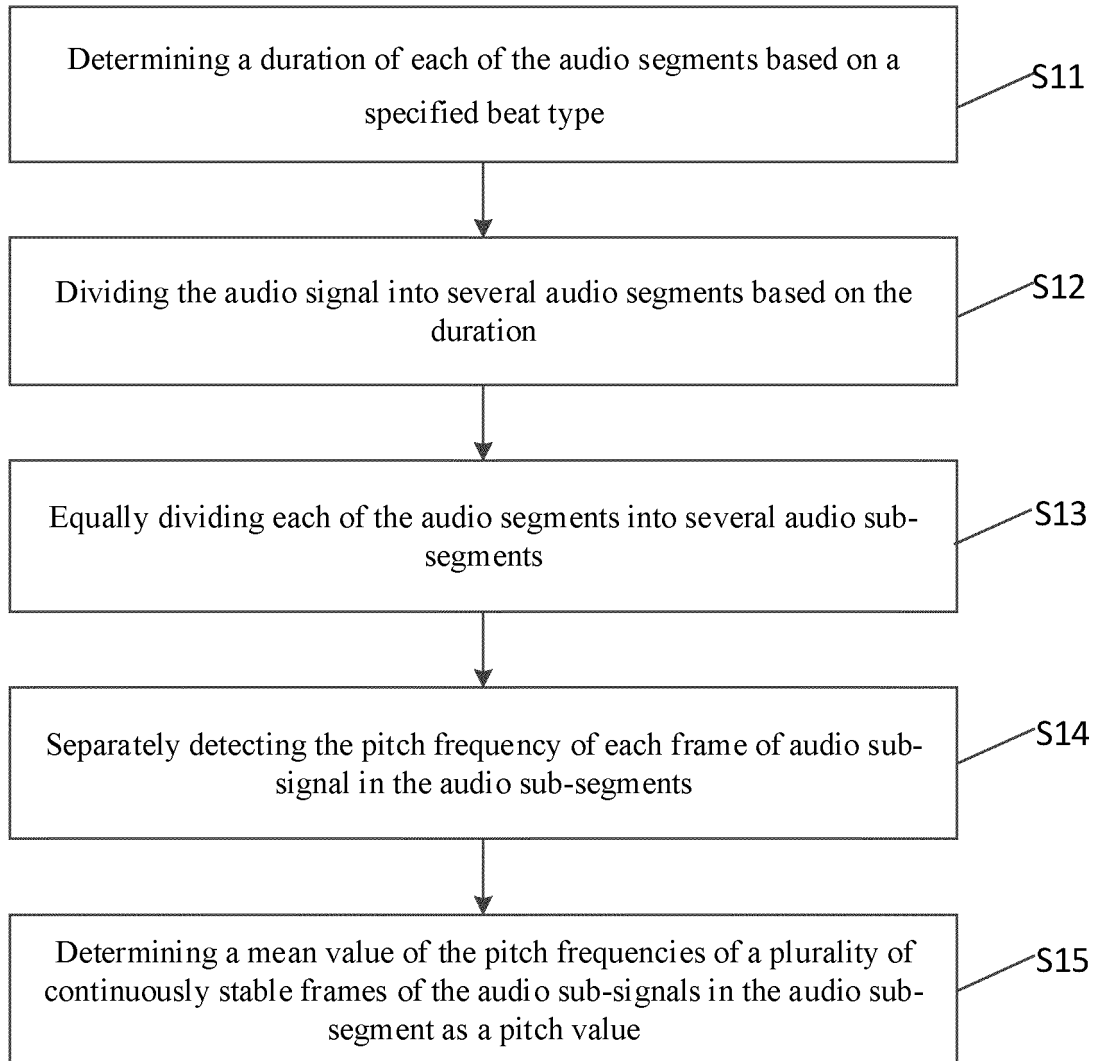 Determining a duration of each of the audio segments based on a
specified beat type
S11
Dividing the audio signal into several audio segments based on the
duration
S12
Equally dividing each of the audio segments into several audio sub-
segments
S13
Separately detecting the pitch frequency of each frame of audio sub-
signal in the audio sub-segments
S14
Determining a mean value of the pitch frequencies of a plurality of
continuously stable frames of the audio sub-signals in the audio sub-
segment as a pitch value
S15